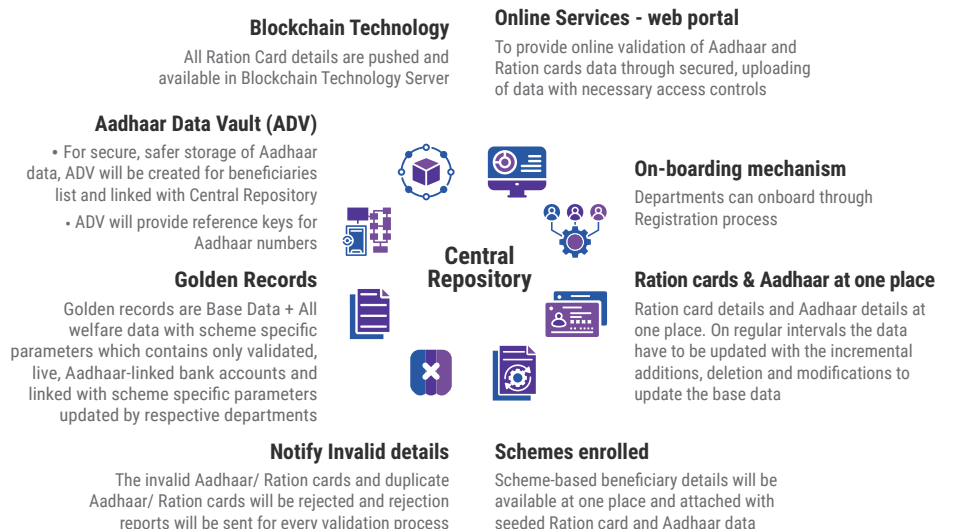 Blockchain Technology
All Ration Card details are pushed and
available in Blockchain Technology Server
Online Services - web portal
To provide online validation of Aadhaar and
Ration cards data through secured, uploading
of data with necessary access controls
Aadhaar Data Vault (ADV)
• For secure, safer storage of Aadhaar
data, ADV will be created for beneficiaries
list and linked with Central Repository
• ADV will provide reference keys for
Aadhaar numbers
On-boarding mechanism
Departments can onboard through
Registration process
Central
Repository
Golden Records
Golden records are Base Data + All
welfare data with scheme specific
parameters which contains only validated,
live, Aadhaar-linked bank accounts and
linked with scheme specific parameters
updated by respective departments
Ration cards & Aadhaar at one place
Ration card details and Aadhaar details at
one place. On regular intervals the data
have to be updated with the incremental
additions, deletion and modifications to
update the base data
Notify Invalid details
The invalid Aadhaar/ Ration cards and duplicate
Aadhaar/ Ration cards will be rejected and rejection
reports will be sent for every validation process
Schemes enrolled
Scheme-based beneficiary details will be
available at one place and attached with
seeded Ration card and Aadhaar data